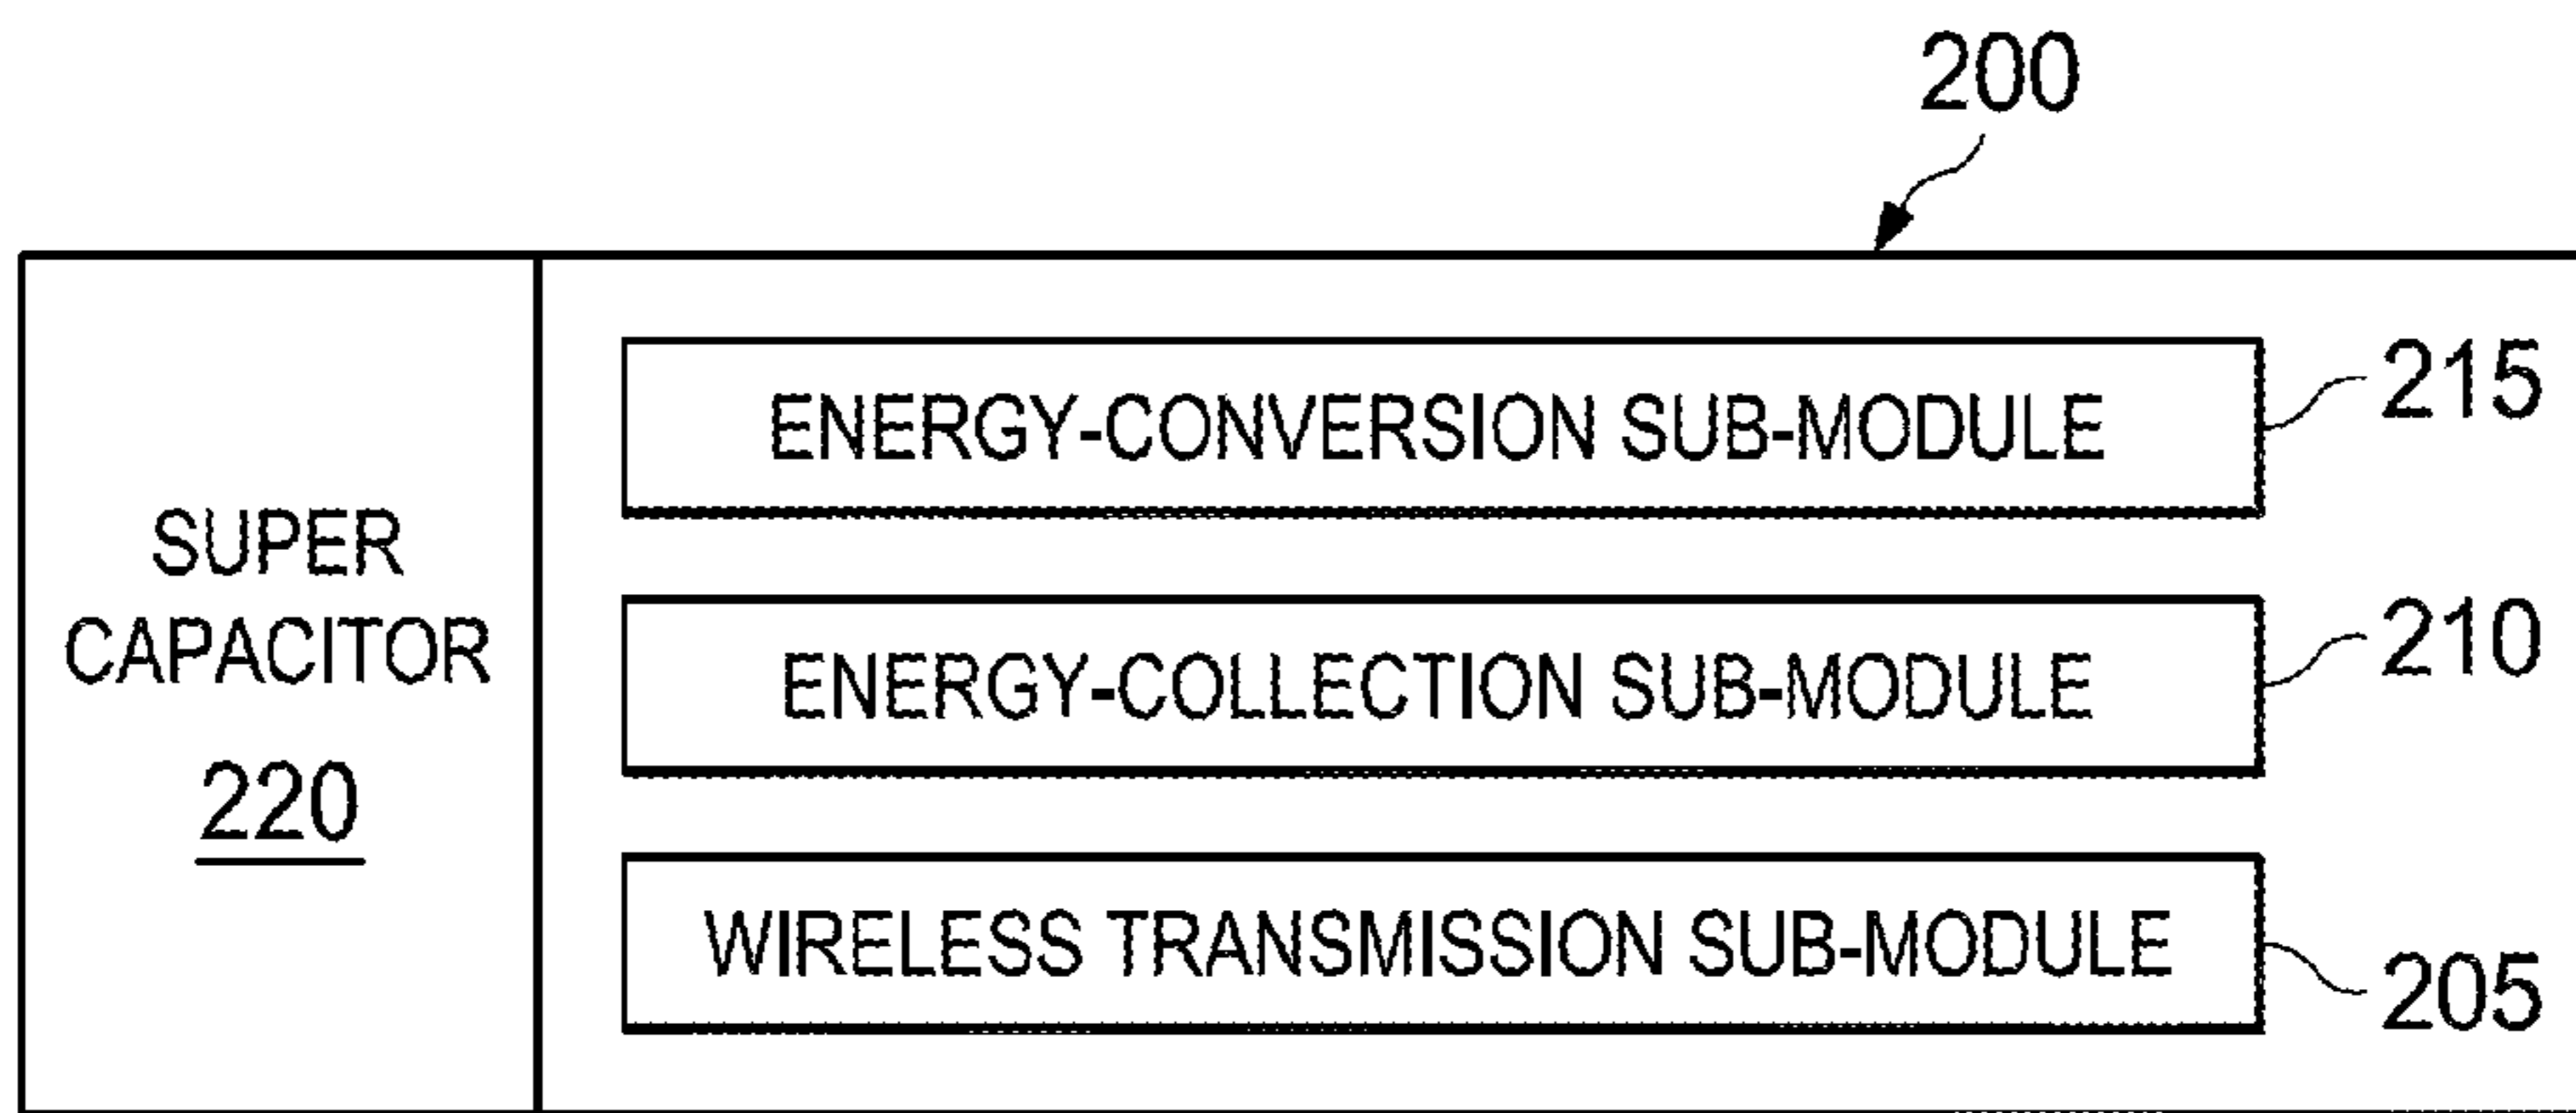 200
ENERGY-CONVERSION SUB-MODULE
215
SUPER
CAPACITOR
220
ENERGY-COLLECTION SUB-MODULE
210
WIRELESS TRANSMISSION SUB-MODULE
205